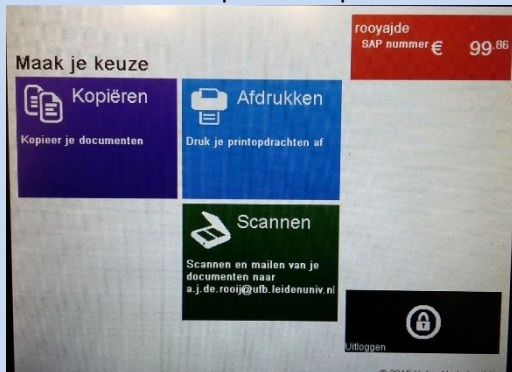 rooyajde
SAP nummer € 99.86
Maak je keuze
Kopiëren
Kopieer je documenten
Afdrukken
Druk je printopdrachten af
Scannen
Scannen en mailen van je
documenten naar
a.j.de.rooij@ufb.leidenuniv.nl
Uitloggen